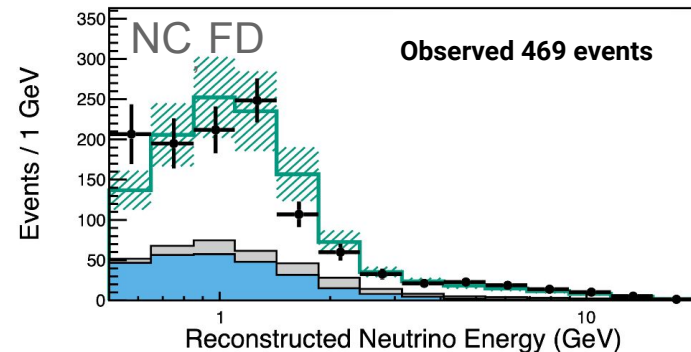 NC FD
Observed 469 events
350
300
250
200
150
100
50
0
Events / 1 GeV
1
10
Reconstructed Neutrino Energy (GeV)